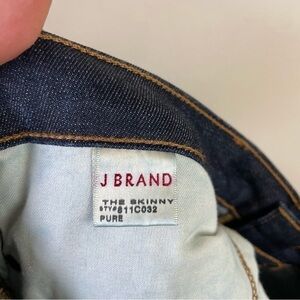 J BRAND
THE SKINNY
STY#811C032
PURE